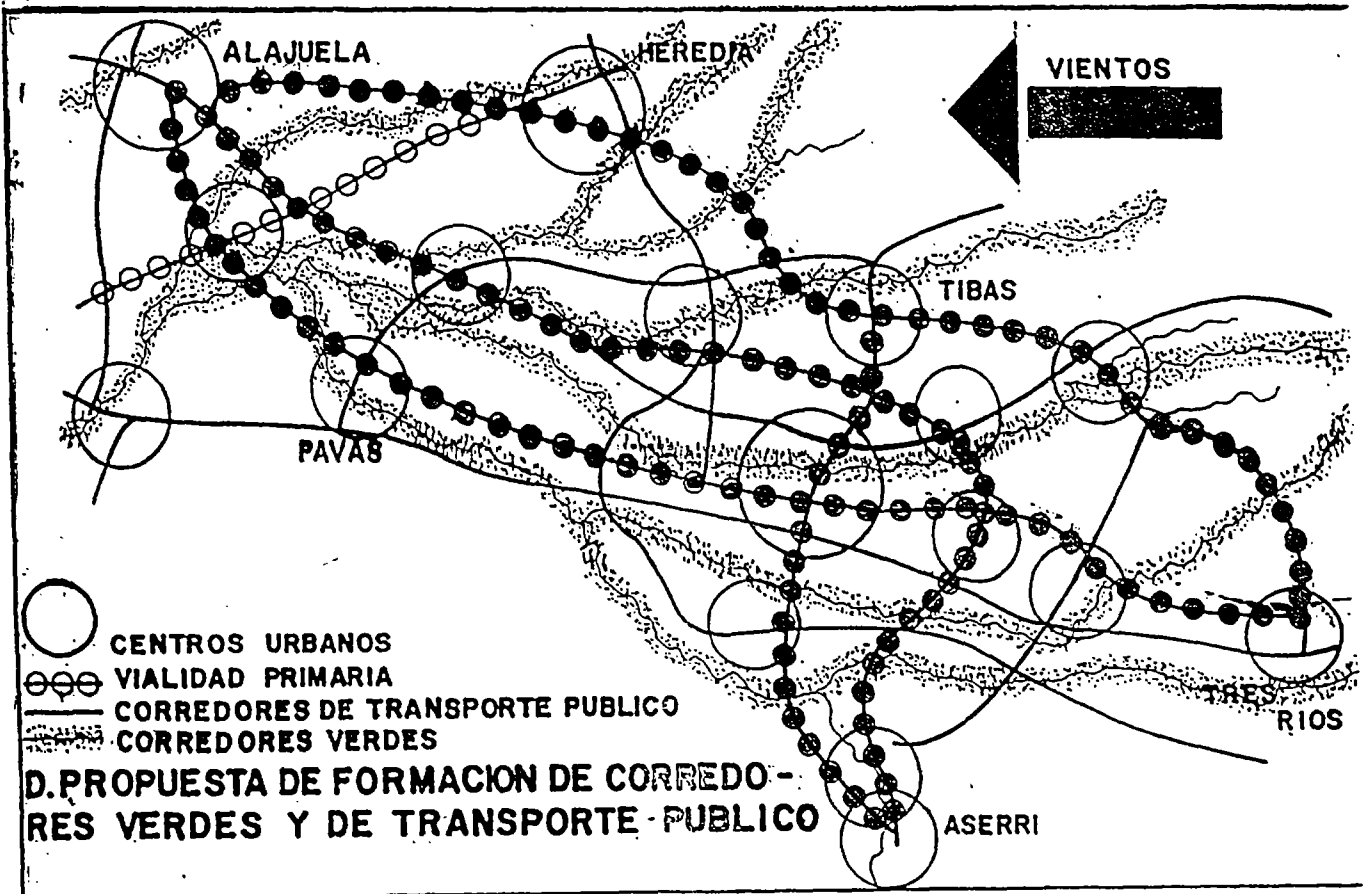 ALAJUELA
HEREDIA
VIENTOS
TIBAS
PAVAS
CENTROS URBANOS
VIALIDAD PRIMARIA
CORREDORES DE TRANSPORTE PUBLICO
CORREDORES VERDES
TRES
RIOS
D. PROPUESTA DE FORMACION DE CORREDO-
RES VERDES Y DE TRANSPORTE PUBLICO
ASERRI